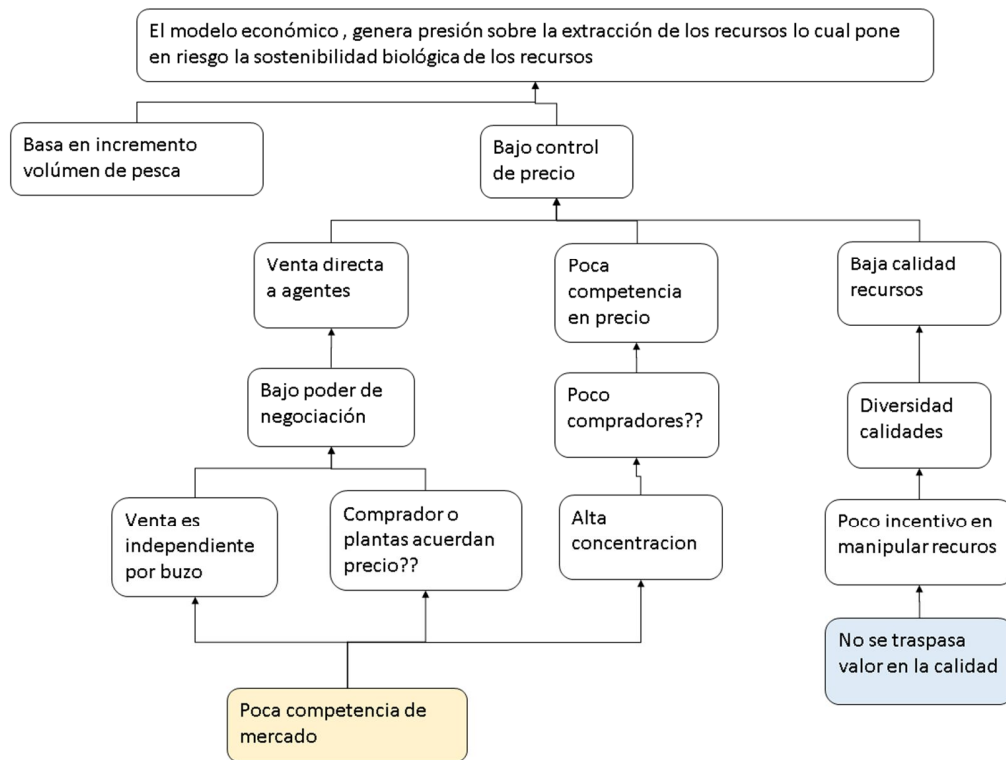 El modelo económico , genera presión sobre la extracción de los recursos lo cual pone
en riesgo la sostenibilidad biológica de los recursos
Basa en incremento
volúmen de pesca
Bajo control
de precio
Venta directa
a agentes
Poca
competencia
en precio
Baja calidad
recursos
Bajo poder de
negociación
Poco
compradores??
Diversidad
calidades
Venta es
independiente
por buzo
Comprador o
plantas acuerdan
precio??
Alta
concentracion
Poco incentivo en
manipular recuros
No se traspasa
valor en la calidad
Poca competencia de
mercado